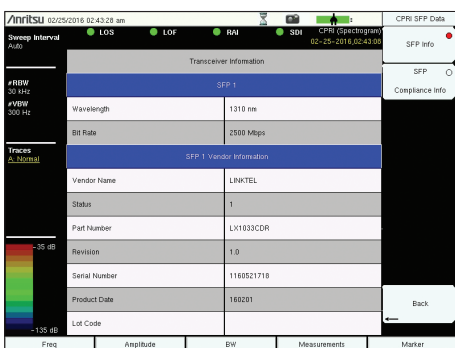 Anritsu 02/25/2016 02:43:28 am
CPRI SFP Data
Sweep Interval
Auto
LOS
LOF
RAI
SDI
CPRI (Spectrogram)
02-25-2016,02:43:08
SFP Info
SFP
Compliance Info
Transceiver Information
#RBW
30 kHz
#VBW
300 Hz
SFP 1
Wavelength 1310 nm
Bit Rate 2500 Mbps
Traces
A: Normal
SFP 1 Vendor Information
Vendor Name LINKTEL
Status 1
Part Number LX1033CDR
-35 dB
Revision 1.0
Serial Number 1160521718
Product Date 160201
Back
Lot Code
-135 dB
Freq Amplitude BW Measurements Marker